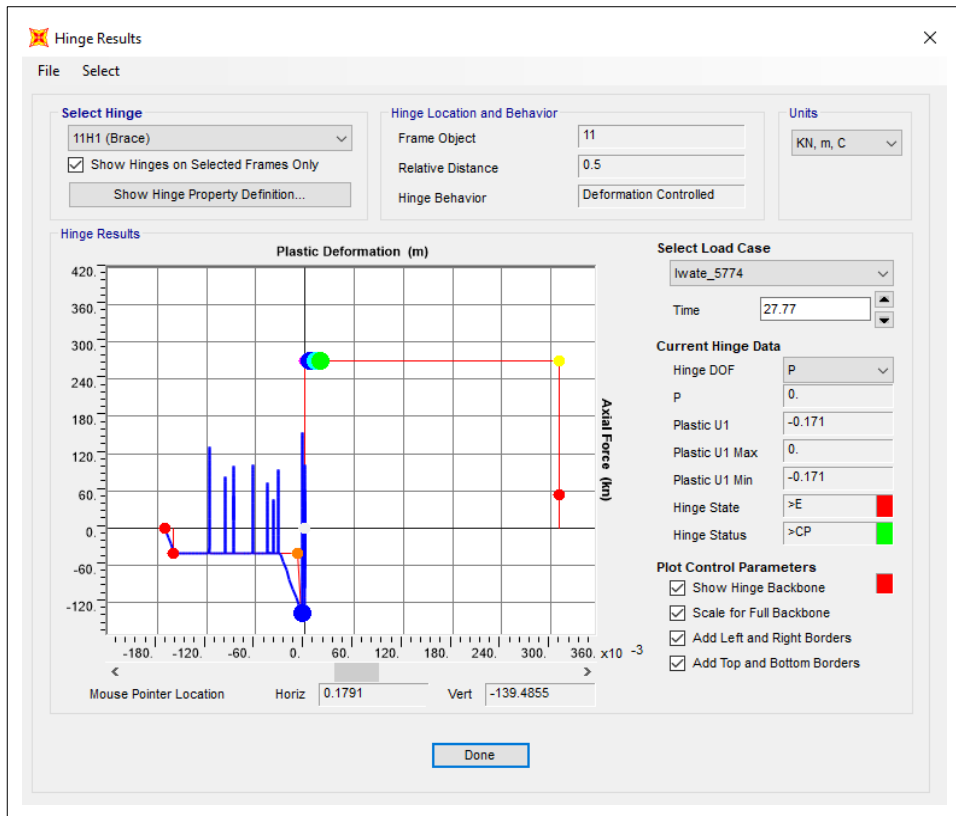 Hinge Results
File Select
Select Hinge
11H1 (Brace)
Show Hinges on Selected Frames Only
Show Hinge Property Definition...
Hinge Location and Behavior
Frame Object 11
Relative Distance 0.5
Hinge Behavior Deformation Controlled
Units
KN, m, C
Hinge Results
Plastic Deformation (m)
420.
360.
300.
240.
180.
120.
60.
0.
-60.
-120.
Axial Force (kn)
-180. -120. -60. 0. 60. 120. 180. 240. 300. 360. x10 -3
Mouse Pointer Location Horiz 0.1791 Vert -139.4855
Select Load Case
Iwate_5774
Time 27.77
Current Hinge Data
Hinge DOF P
P 0.
Plastic U1 -0.171
Plastic U1 Max 0.
Plastic U1 Min -0.171
Hinge State >E
Hinge Status >CP
Plot Control Parameters
Show Hinge Backbone
Scale for Full Backbone
Add Left and Right Borders
Add Top and Bottom Borders
Done